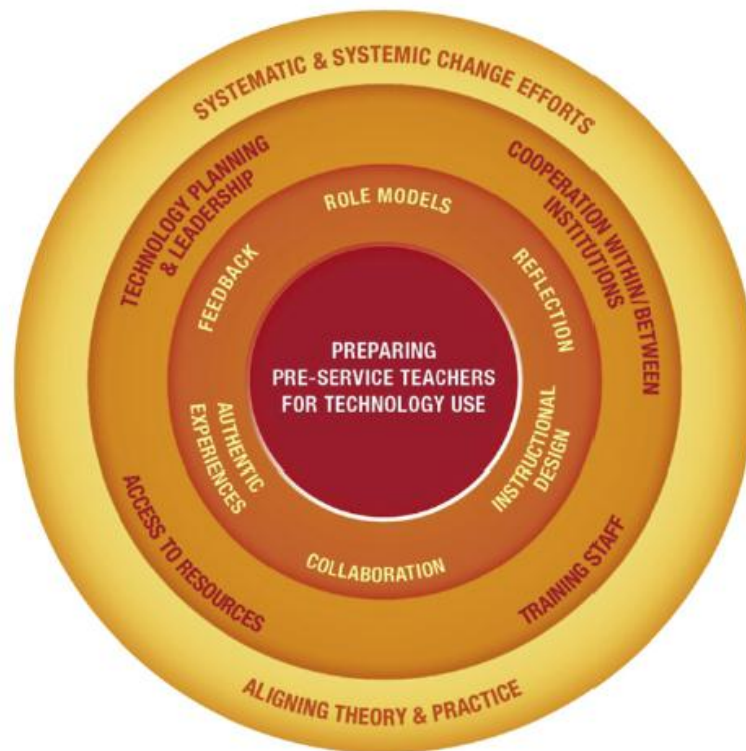 SYSTEMATIC & SYSTEMIC CHANGE EFFORTS
TECHNOLOGY PLANNING
& LEADERSHIP
COOPERATION WITHIN/BETWEEN
INSTITUTIONS
ROLE MODELS
FEEDBACK
REFLECTION
PREPARING
PRE-SERVICE TEACHERS
FOR TECHNOLOGY USE
AUTHENTIC
EXPERIENCES
INSTRUCTIONAL
DESIGN
COLLABORATION
ACCESS TO RESOURCES
TRAINING STAFF
ALIGNING THEORY & PRACTICE